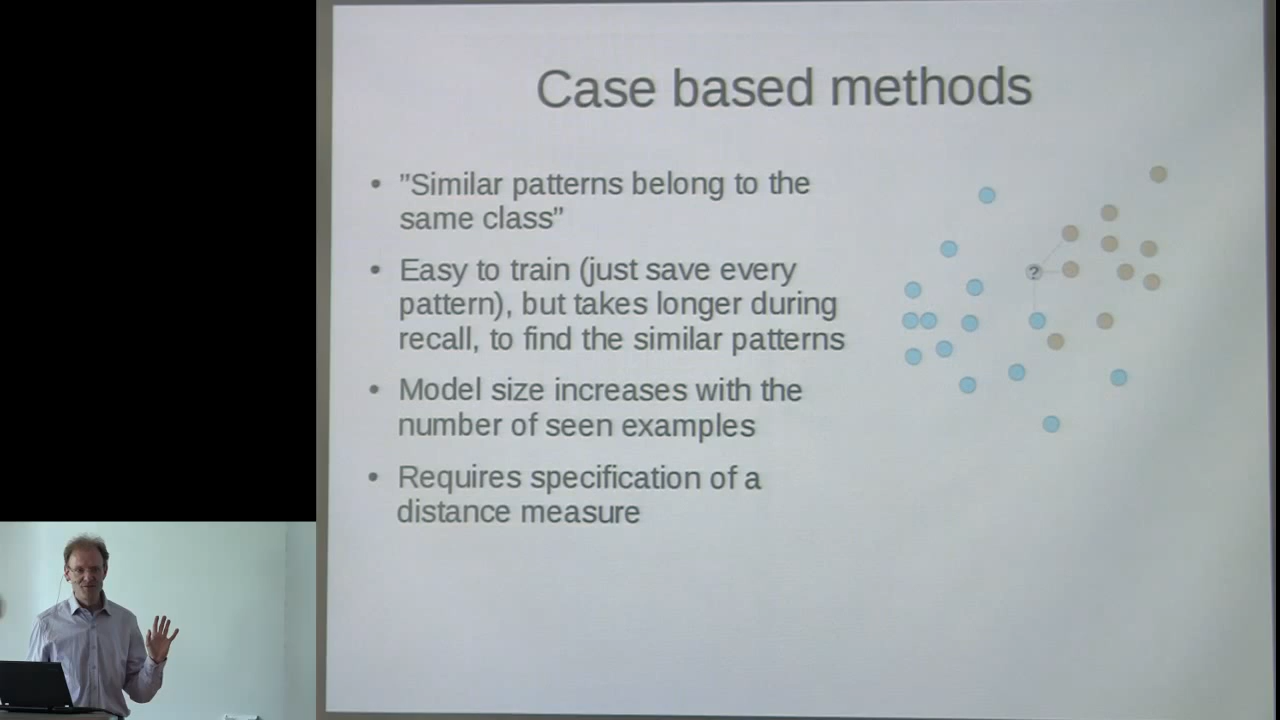 Case based methods
• "Similar patterns belong to the
same class"
• Easy to train (just save every
pattern), but takes longer during
recall, to find the similar patterns
• Model size increases with the
number of seen examples
• Requires specification of a
distance measure
?